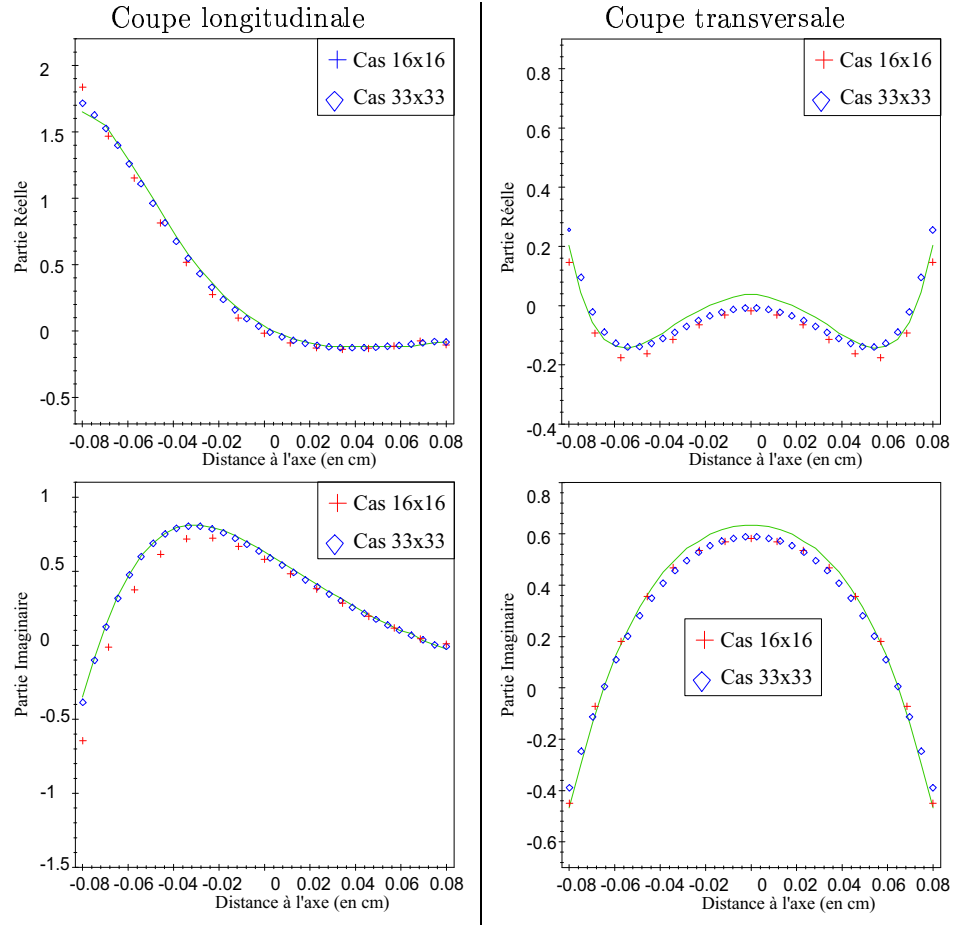 Coupe longitudinale
2
1.5
1
0.5
0
-0.5
Partie Réelle
Cas 16x16
Cas 33x33
-0.08 -0.06 -0.04 -0.02 0 0.02 0.04 0.06 0.08
Distance à l'axe (en cm)
1
0.5
0
-0.5
-1
-1.5
Partie Imaginaire
Cas 16x16
Cas 33x33
-0.08 -0.06 -0.04 -0.02 0 0.02 0.04 0.06 0.08
Distance à l'axe (en cm)
Coupe transversale
0.8
0.6
0.4
0.2
0
-0.2
-0.4
Partie Réelle
Cas 16x16
Cas 33x33
-0.08 -0.06 -0.04 -0.02 0 0.02 0.04 0.06 0.08
Distance à l'axe (en cm)
0.8
0.6
0.4
0.2
0
-0.2
-0.4
-0.6
Partie Imaginaire
Cas 16x16
Cas 33x33
-0.08 -0.06 -0.04 -0.02 0 0.02 0.04 0.06 0.08
Distance à l'axe (en cm)